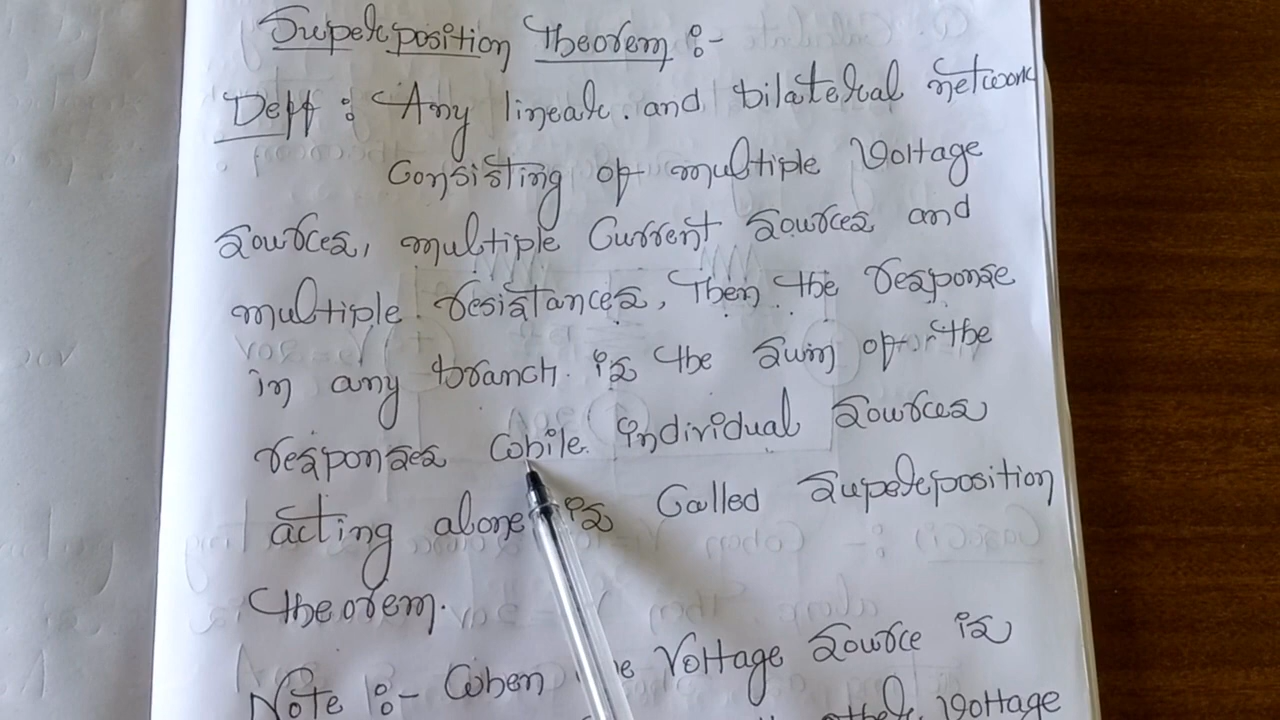 Superposition Theorem :-
Deff : Any linear and bilateral network
Consisting of multiple Voltage
sources, multiple Current sources and
multiple resistances, Then the response
in any branch is the sum of the
responses while individual sources
acting alone is Called superposition
theorem.
Note :- When Voltage source is
Voltage